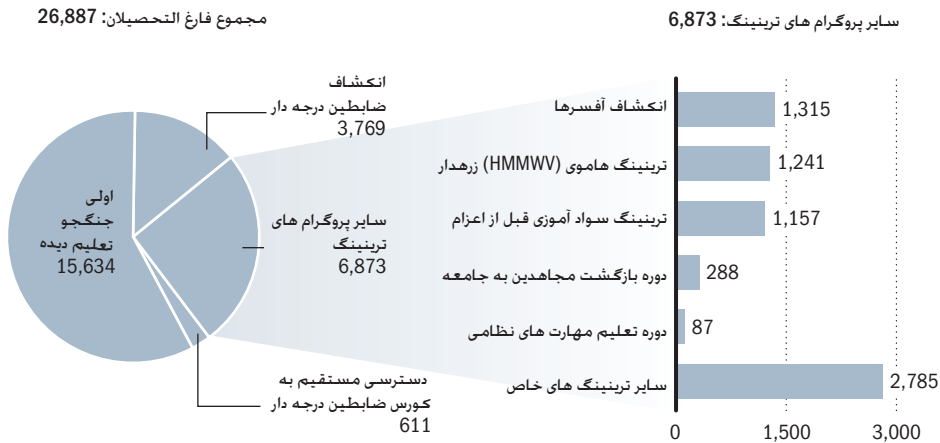 سایر پروگرام های ترینینگ: 6,873
مجموع فارغ التحصیلان: 26,887
انکشاف
ضابطین درجه دار
3,769
اولی
جنگجو
تعلیم دیده
15,634
سایر پروگرام های
ترینینگ
6,873
دسترسی مستقیم به
کورس ضابطین درجه دار
611
انکشاف آفسرها
1,315
ترینینگ هاموی (HMMWV) زرهدار
1,241
ترینینگ سواد آموزی قبل از اعزام
1,157
دوره بازگشت مجاهدین به جامعه
288
دوره تعلیم مهارت های نظامی
87
سایر ترینینگ های خاص
2,785
0
1,500
3,000